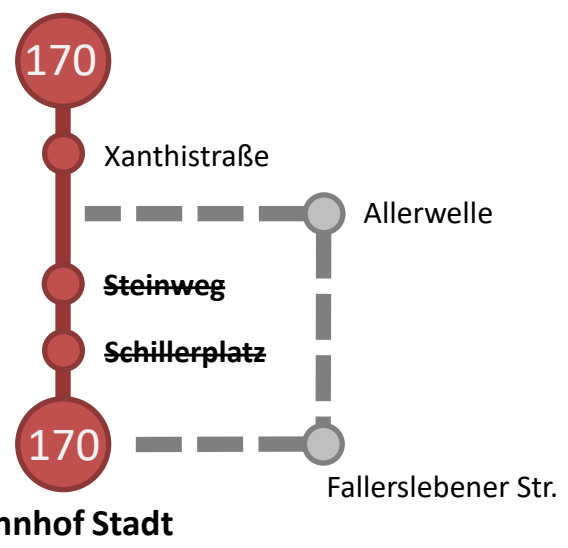 170
Xanthistraße
Allerwelle
Steinweg
Schillerplatz
170
Fallerslebener Str.
nnhof Stadt